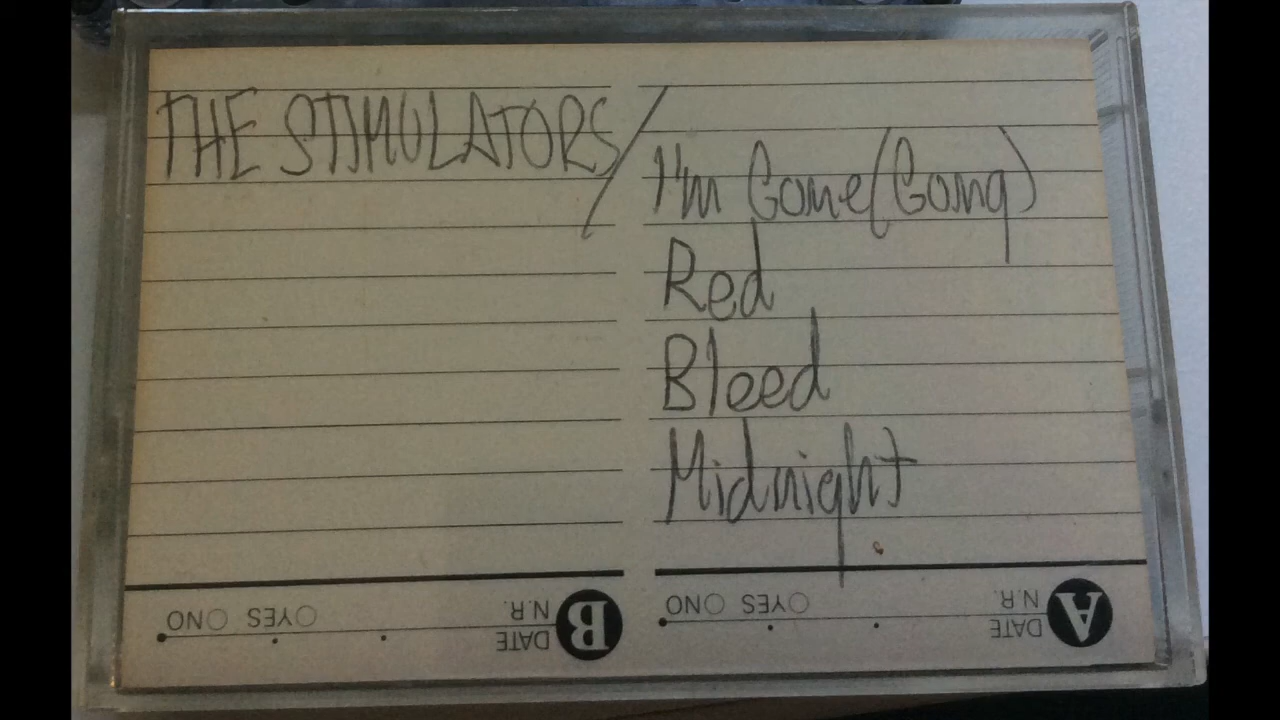 THE STIMULATORS/
I'm Gone (Gong)
Red
Bleed
Midnight
A DATE N.R. YES NO
B DATE N.R. YES NO